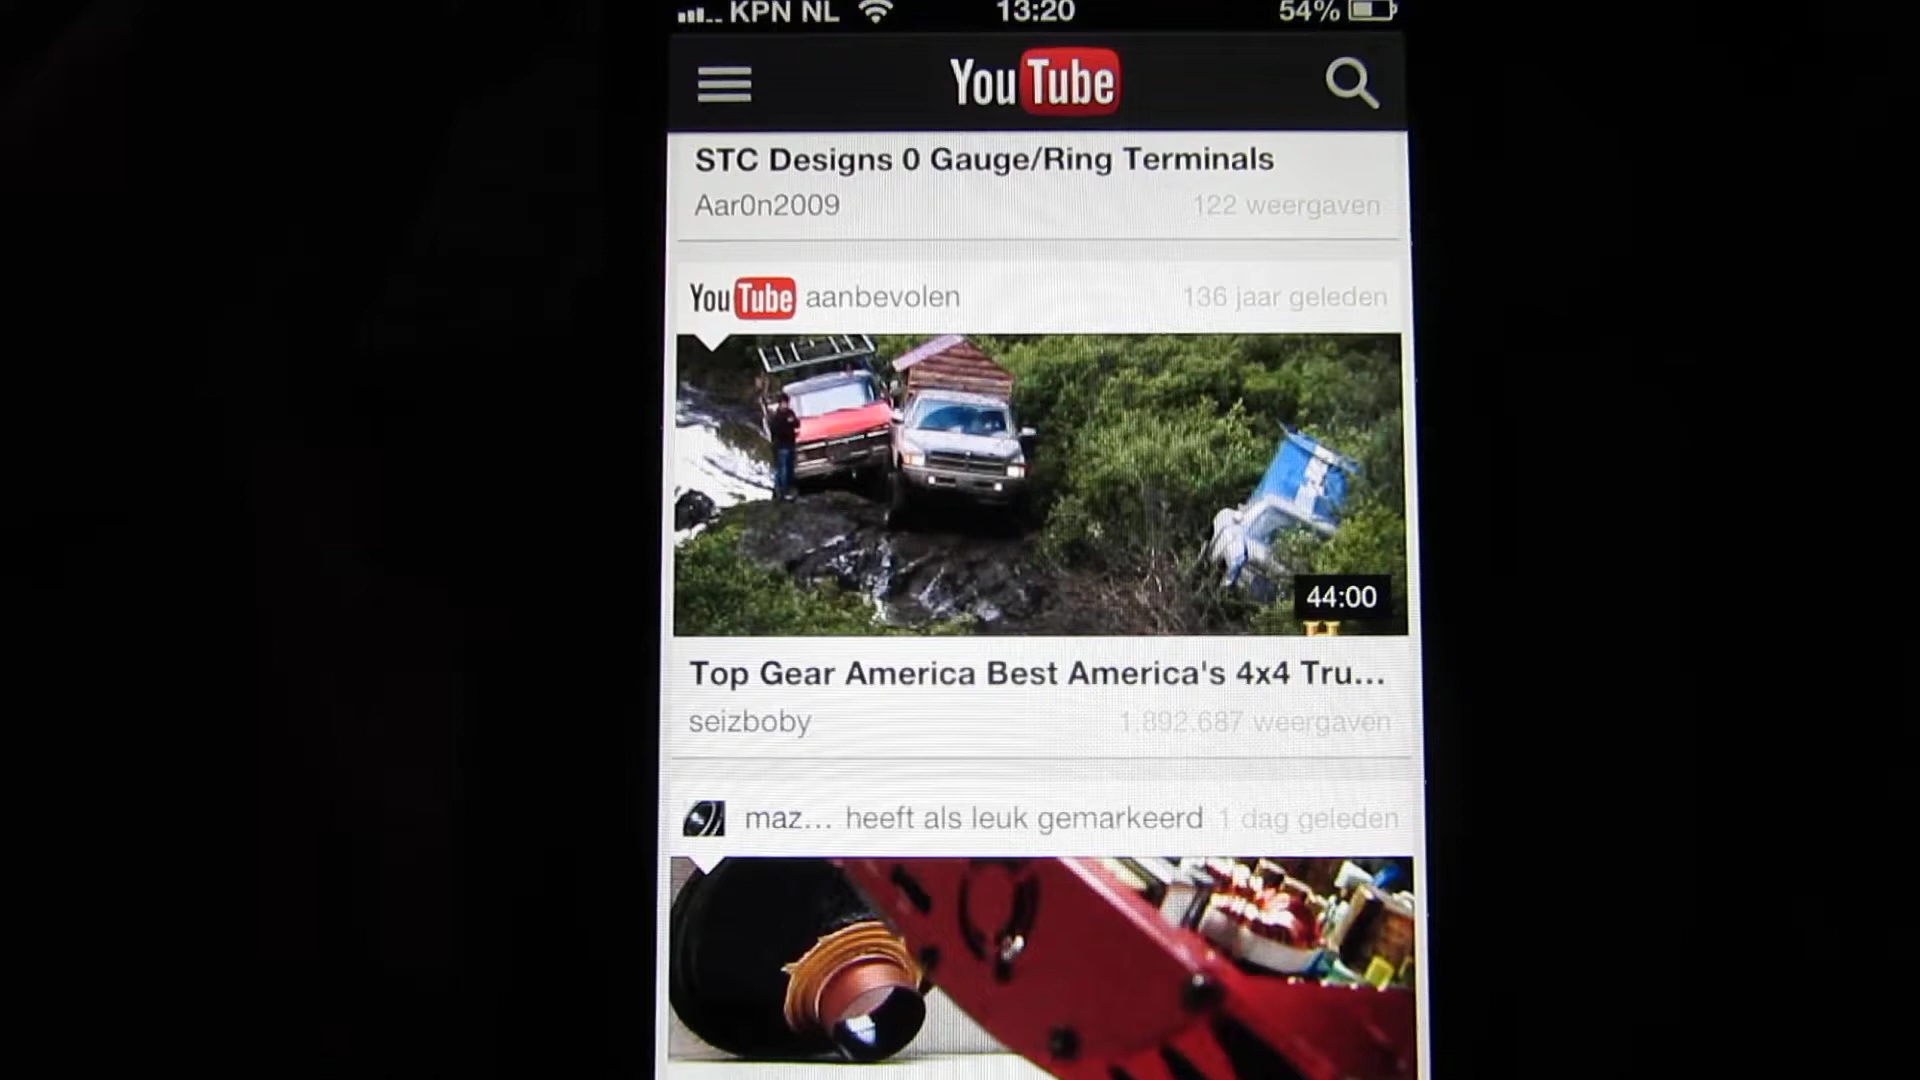 KPN NL 13:20 54%
YouTube
STC Designs 0 Gauge/Ring Terminals
Aar0n2009 122 weergaven
YouTube aanbevolen 136 jaar geleden
44:00
H
Top Gear America Best America's 4x4 Tru...
seizboby 1.892.687 weergaven
maz... heeft als leuk gemarkeerd 1 dag geleden